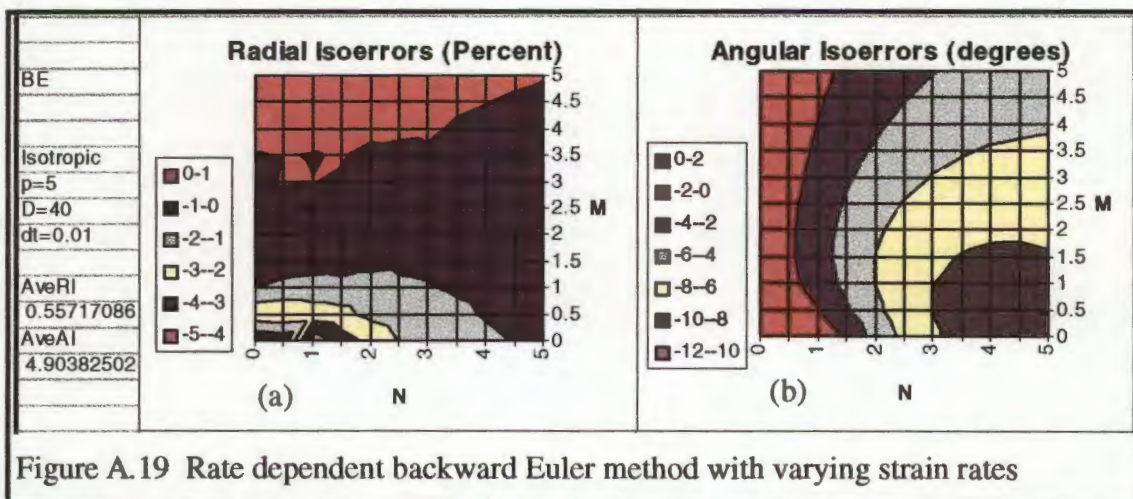 BE
Isotropic
p=5
D=40
dt=0.01
AveRI
0.55717086
AveAI
4.90382502
Radial Isoerrors (Percent)
0-1
-1-0
-2--1
-3--2
-4--3
-5--4
5
4.5
4
3.5
3
2.5
2
1.5
1
0.5
0
M
0 1 2 3 4 5
(a) N
Angular Isoerrors (degrees)
0-2
-2-0
-4--2
-6--4
-8--6
-10--8
-12--10
5
4.5
4
3.5
3
2.5
2
1.5
1
0.5
0
M
0 1 2 3 4 5
(b) N
Figure A.19 Rate dependent backward Euler method with varying strain rates